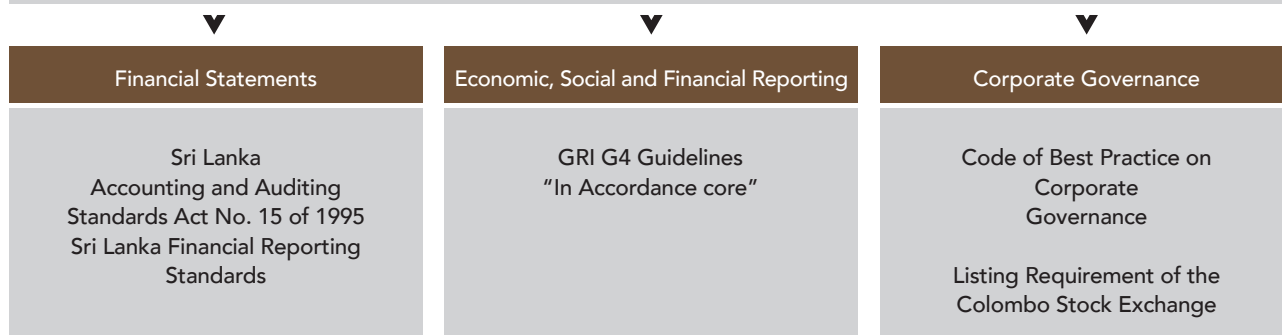 Financial Statements
Sri Lanka
Accounting and Auditing
Standards Act No. 15 of 1995
Sri Lanka Financial Reporting
Standards
Economic, Social and Financial Reporting
GRI G4 Guidelines
“In Accordance core”
Corporate Governance
Code of Best Practice on
Corporate
Governance
Listing Requirement of the
Colombo Stock Exchange